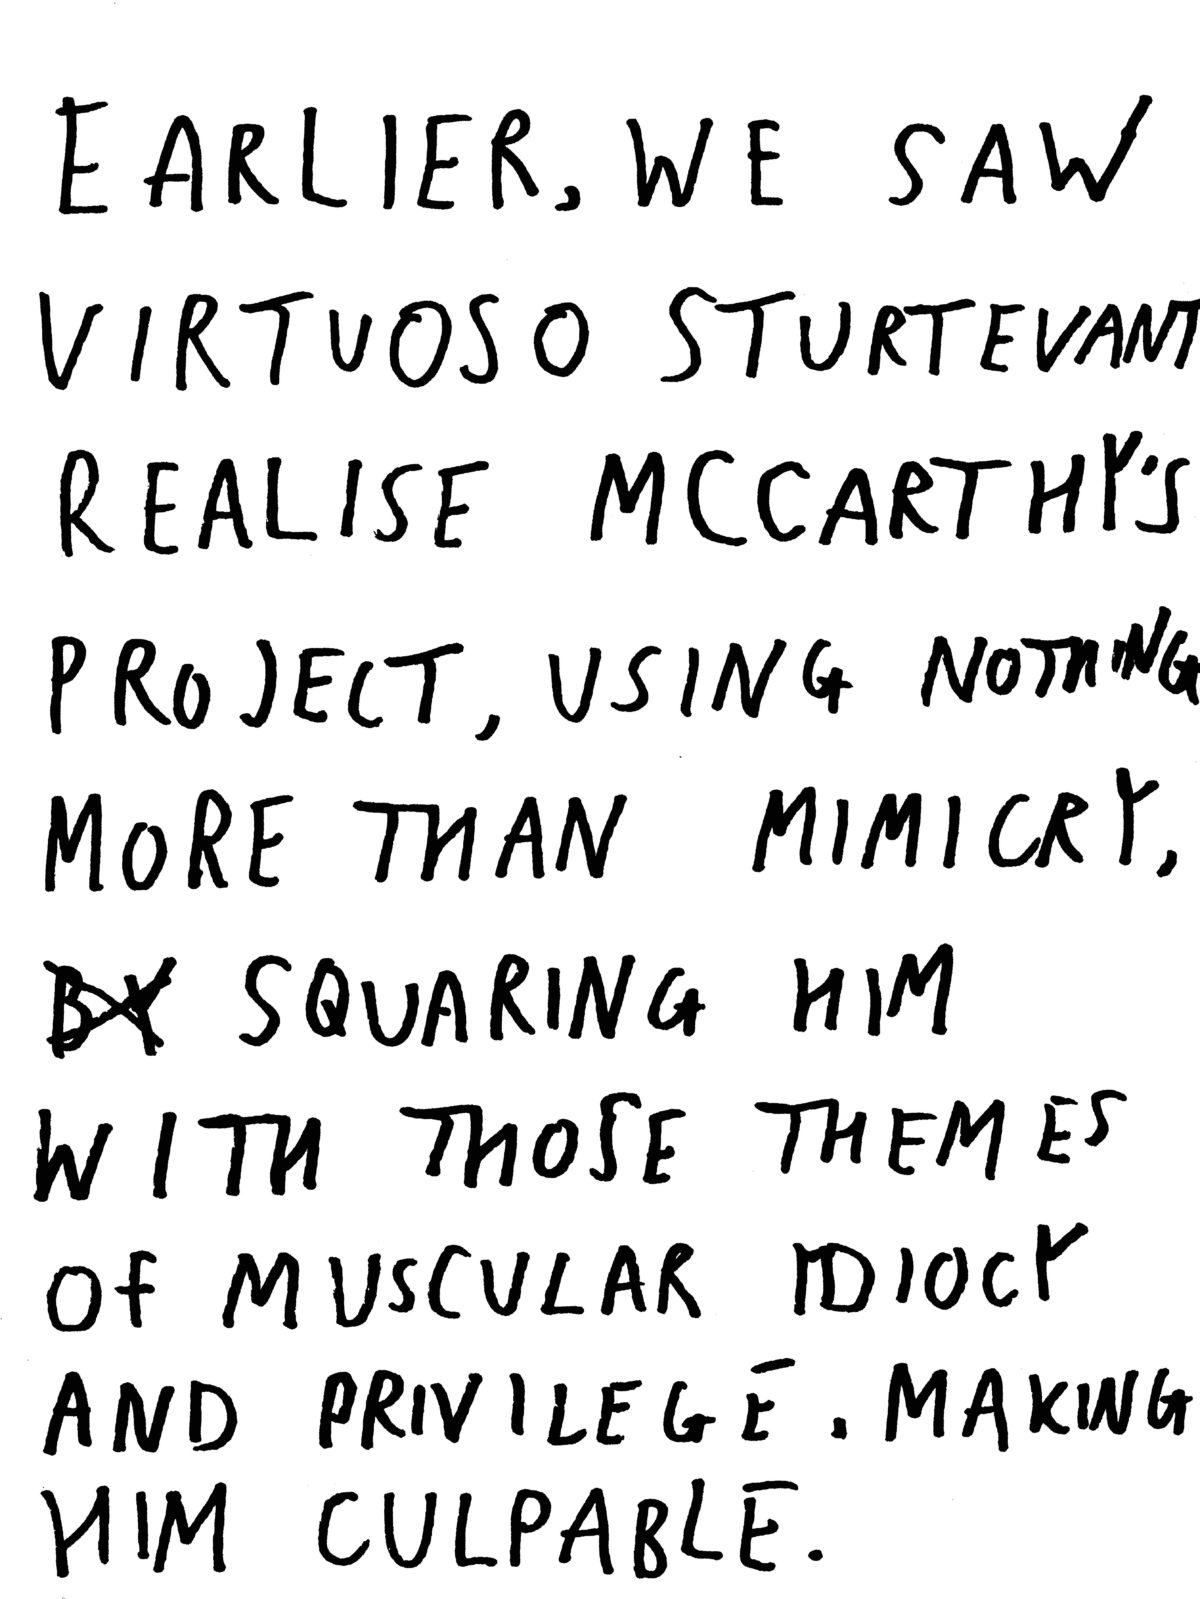 EARLIER, WE SAW
VIRTUOSO STURTEVANT
REALISE MCCARTHY'S
PROJECT, USING NOTHING
MORE THAN MIMICRY,
BY SQUARING HIM
WITH THOSE THEMES
OF MUSCULAR IDIOCY
AND PRIVILEGE. MAKING
HIM CULPABLE.